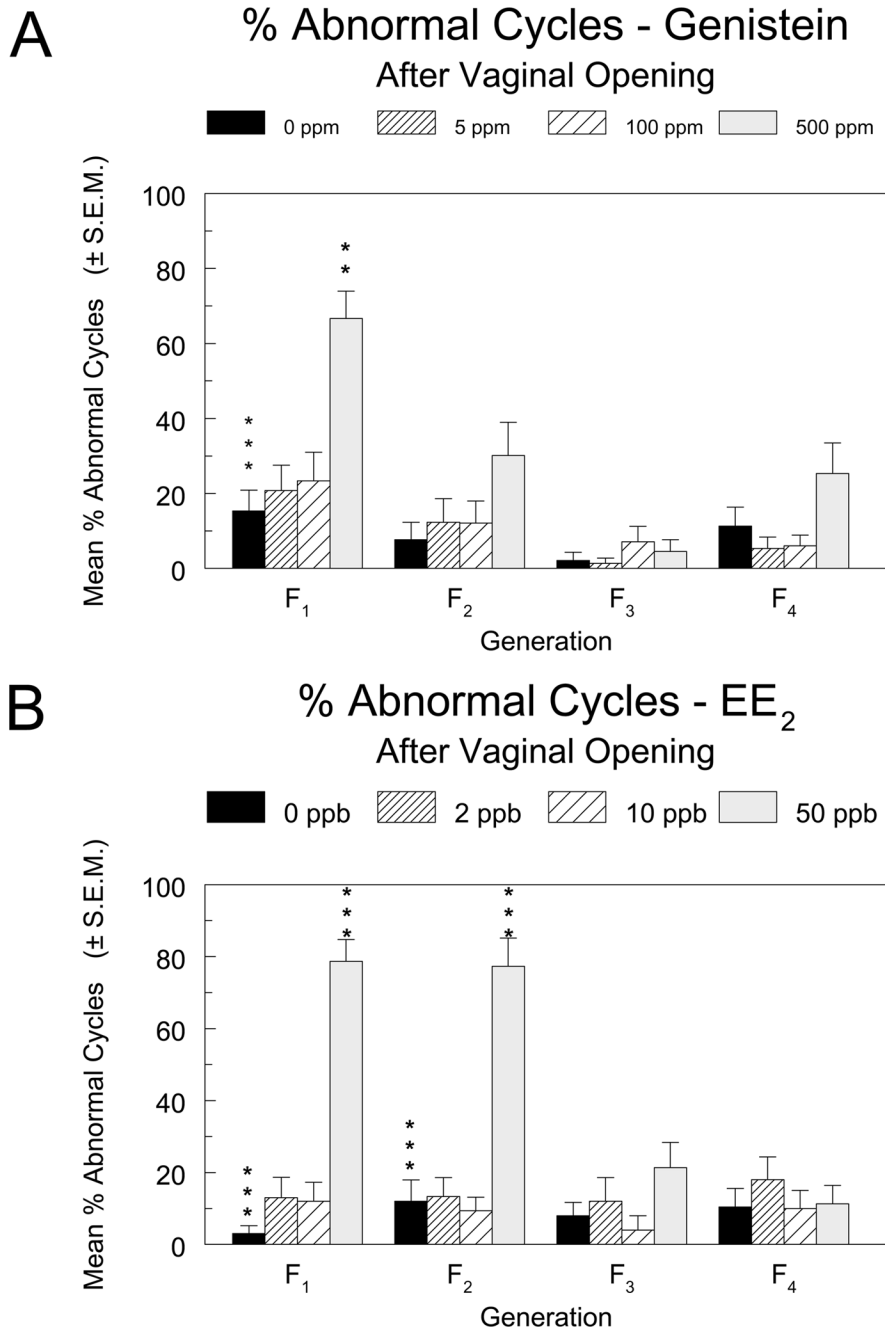 A
% Abnormal Cycles - Genistein
After Vaginal Opening
0 ppm 5 ppm 100 ppm 500 ppm
Mean % Abnormal Cycles (± S.E.M.)
100
80
60
40
20
0
* *
* * *
F1 F2 F3 F4
Generation
B
% Abnormal Cycles - EE2
After Vaginal Opening
0 ppb 2 ppb 10 ppb 50 ppb
Mean % Abnormal Cycles (± S.E.M.)
100
80
60
40
20
0
* * * * * *
* * * * * *
F1 F2 F3 F4
Generation